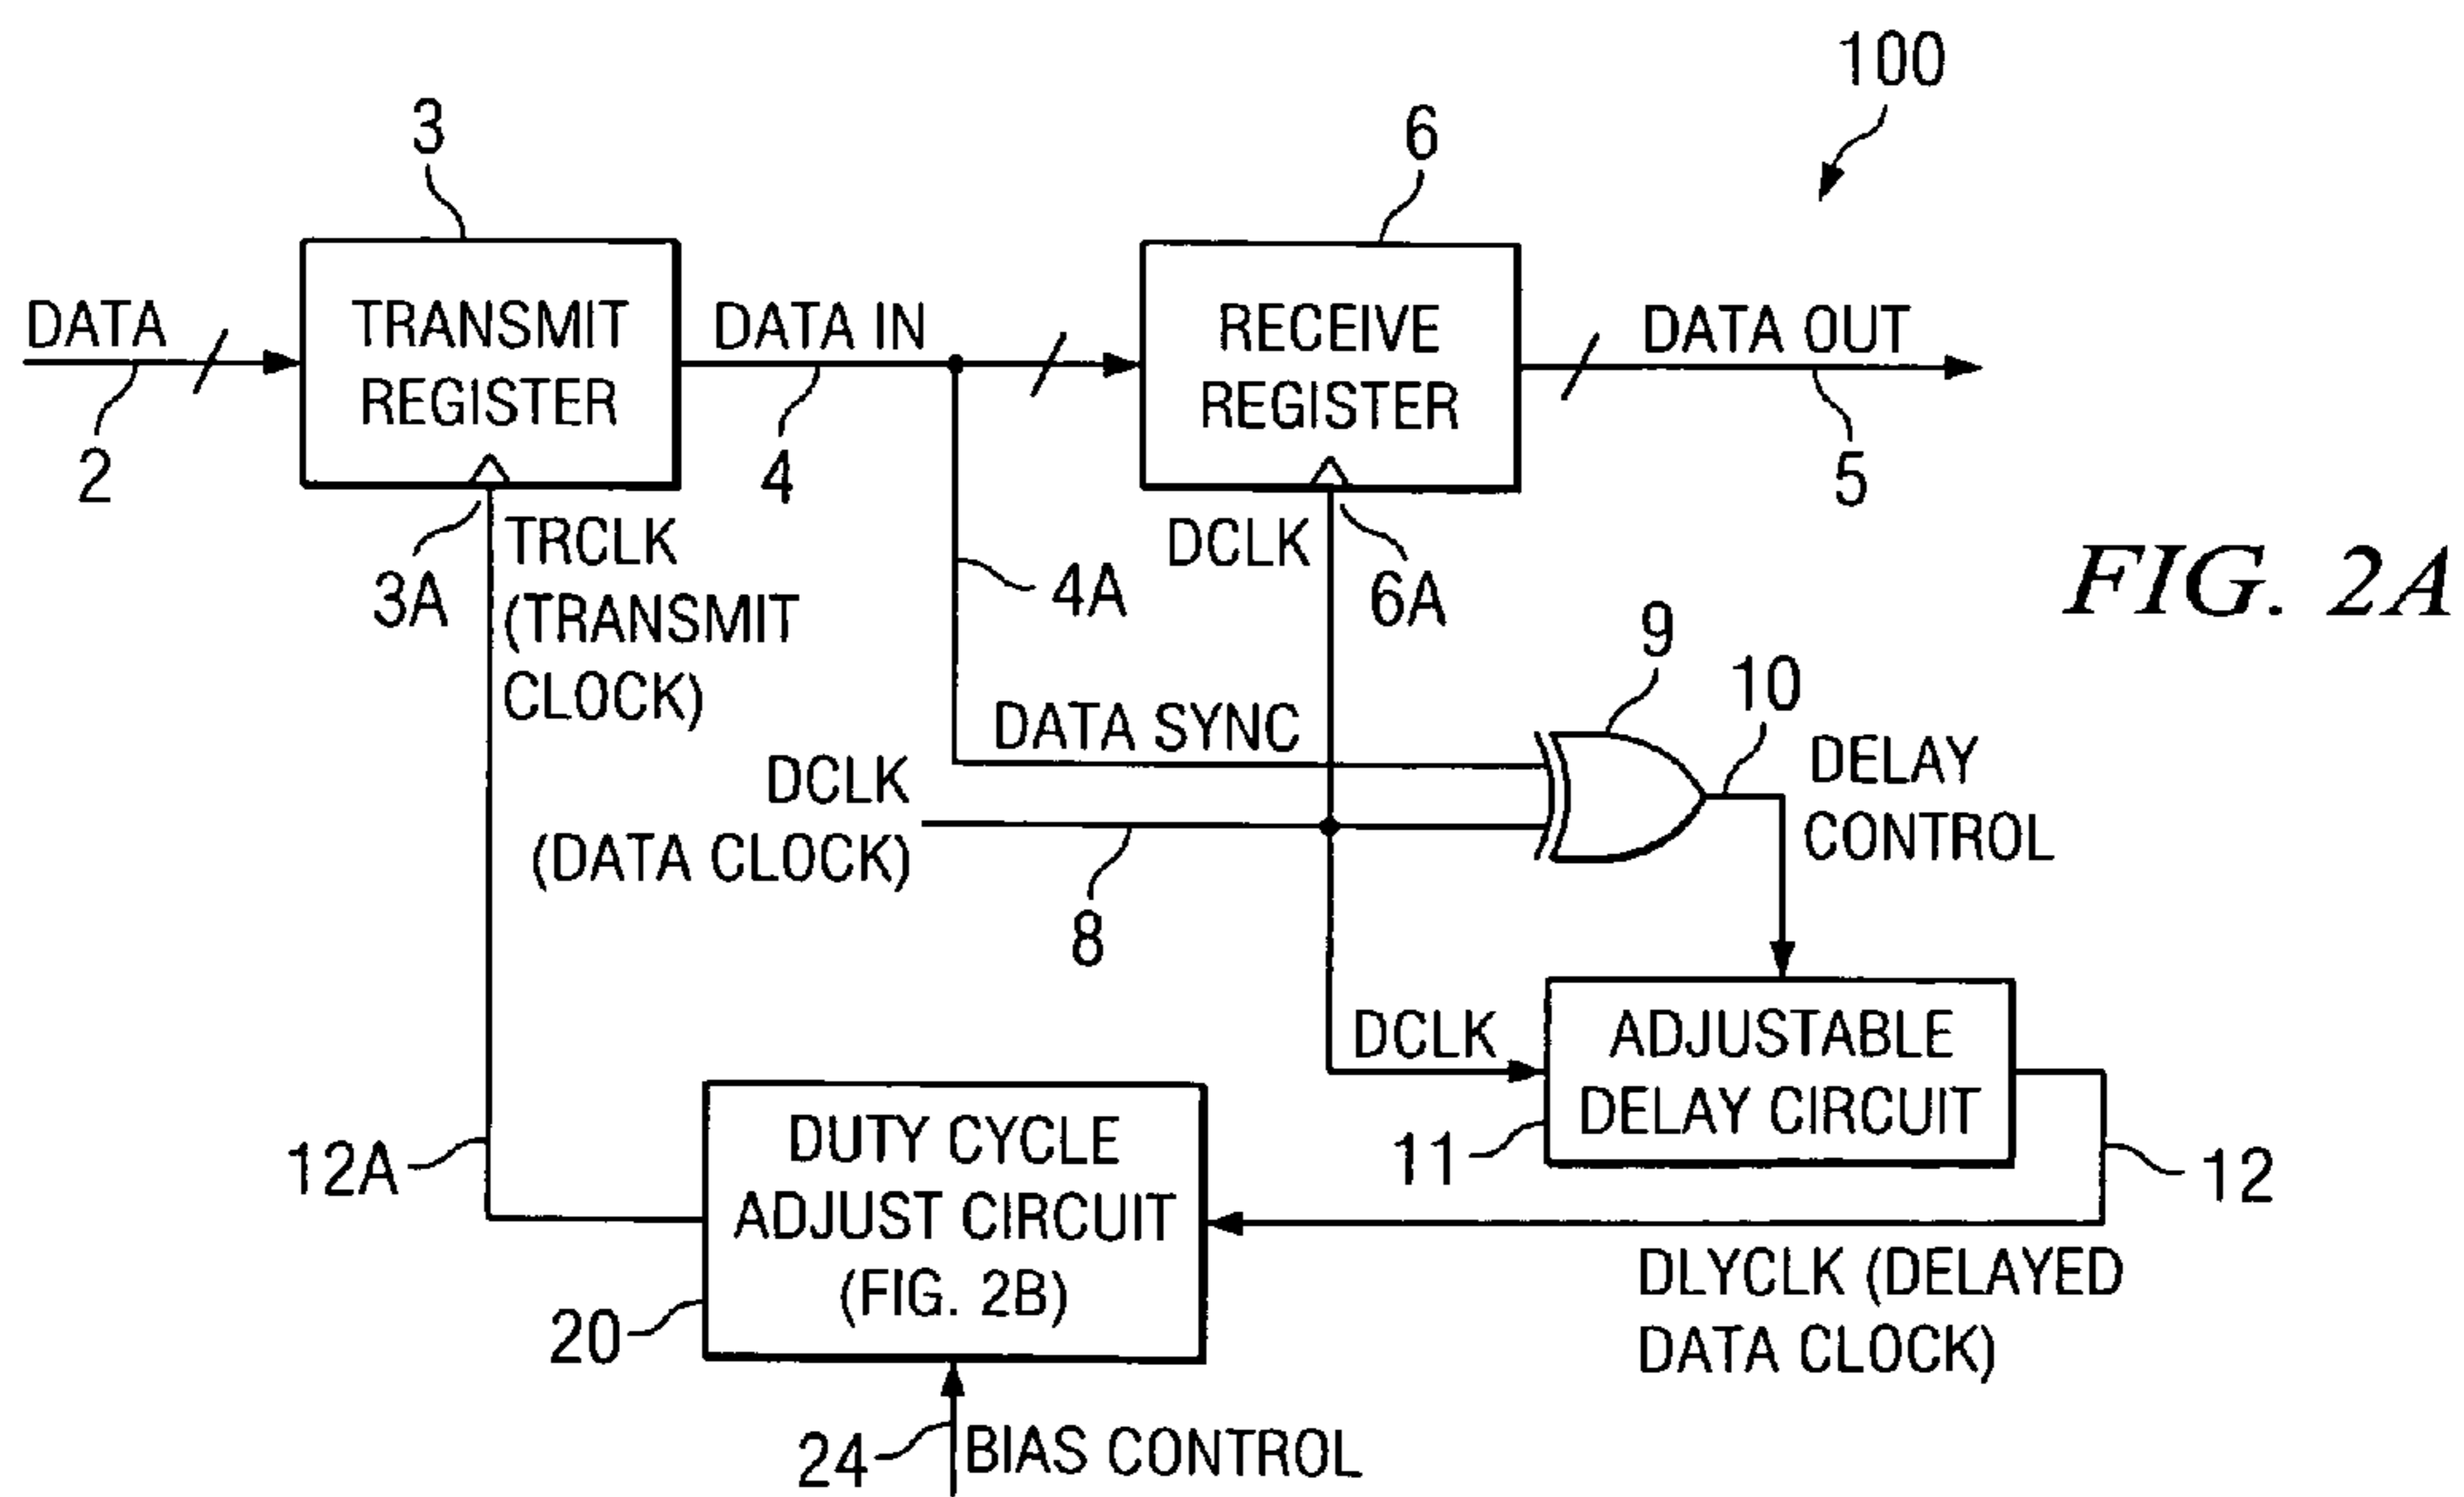 100
3
6
DATA
TRANSMIT
REGISTER
DATA IN
RECEIVE
REGISTER
DATA OUT
2
4
5
3A
TRCLK
(TRANSMIT
CLOCK)
DCLK
6A
4A
FIG. 2A
9
10
DATA SYNC
DELAY
CONTROL
DCLK
(DATA CLOCK)
8
DCLK
ADJUSTABLE
DELAY CIRCUIT
11
12
12A
DUTY CYCLE
ADJUST CIRCUIT
(FIG. 2B)
20
DLYCLK (DELAYED
DATA CLOCK)
24
BIAS CONTROL